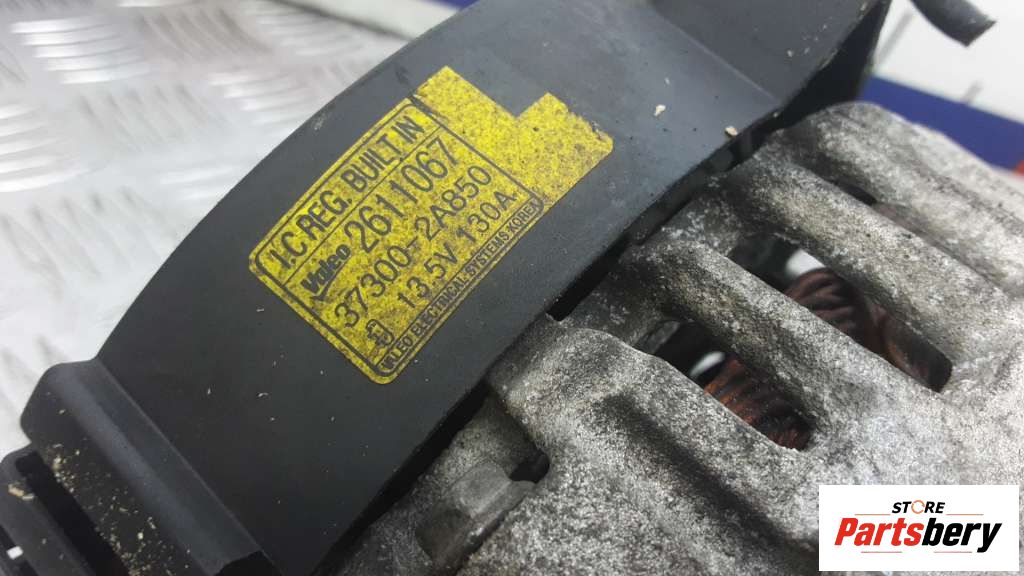 I.C REG. BUILT IN
Valeo 2611067
37300-2A850
13.5V 130A
VALEO ELECTRICAL SYSTEMS KOREA
STORE
Partsbery